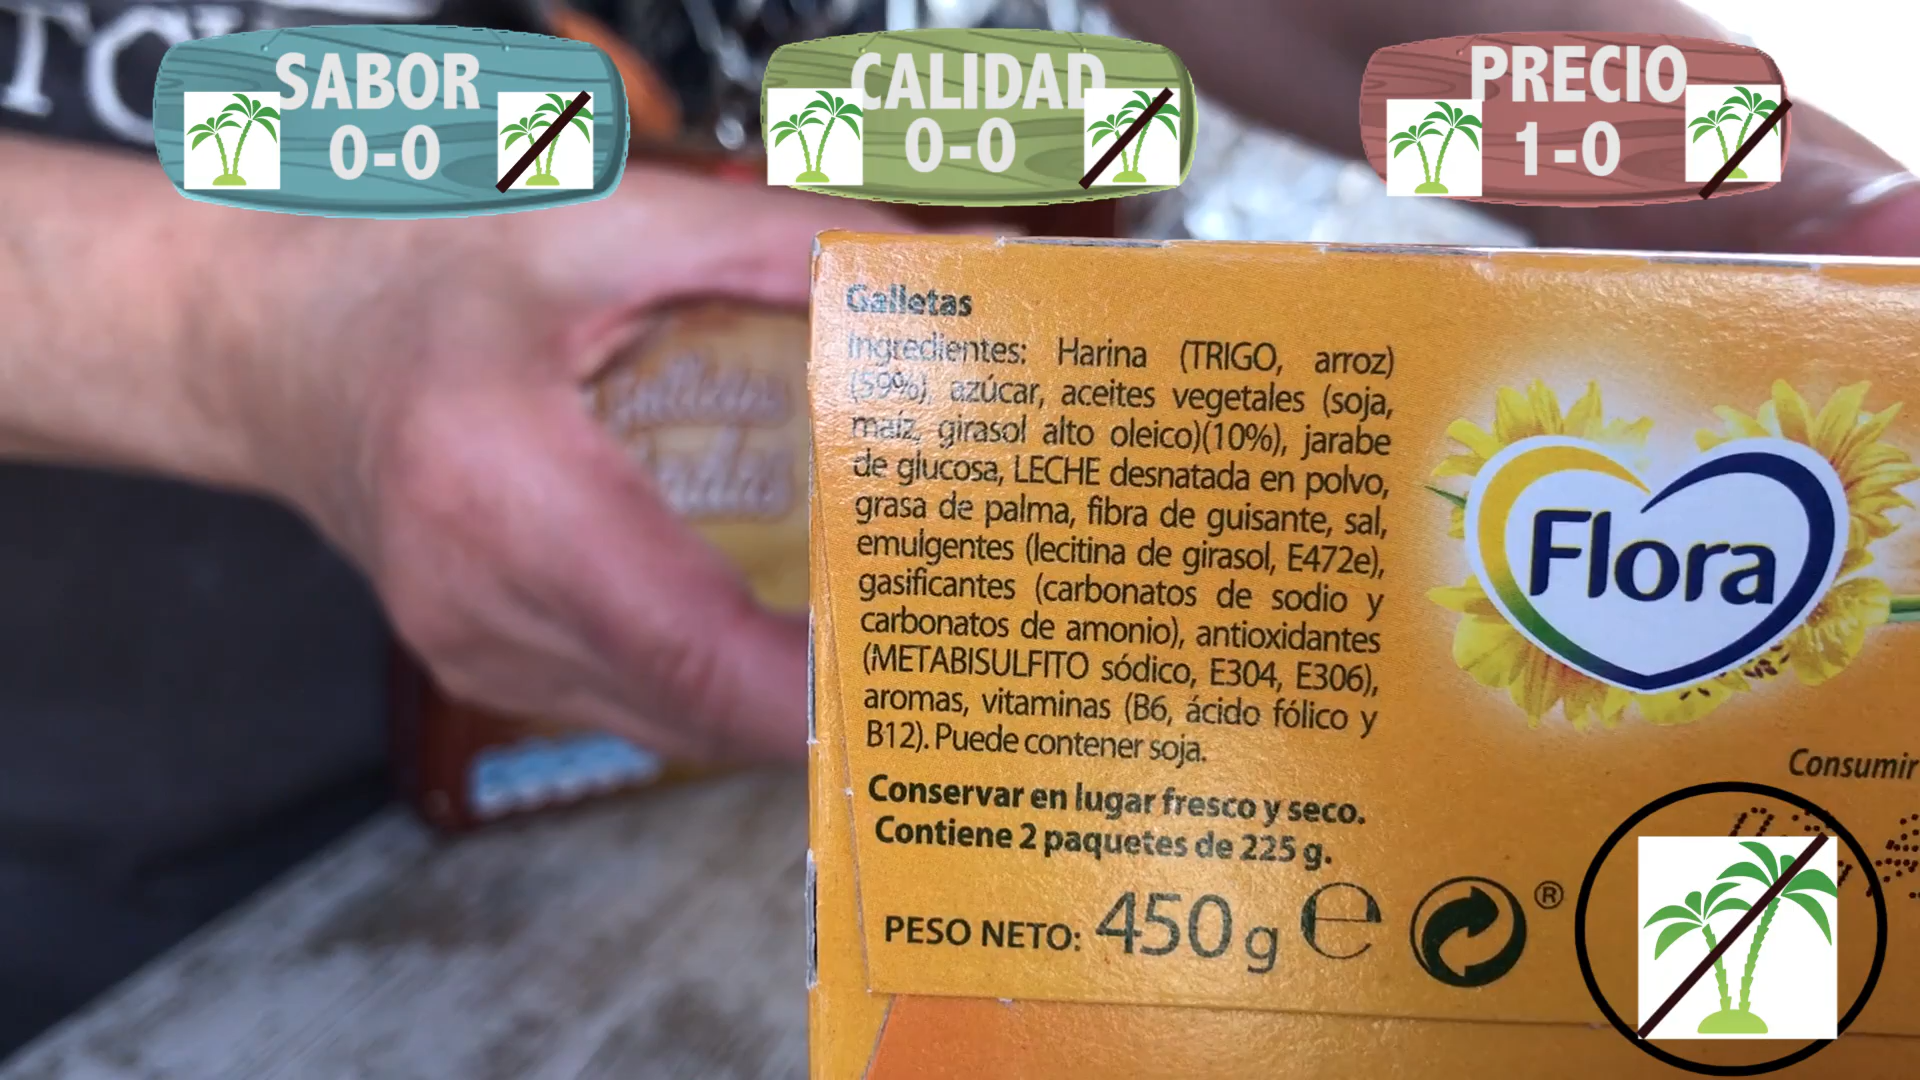 SABOR
0-0
CALIDAD
0-0
PRECIO
1-0
Galletas
Ingredientes: Harina (TRIGO, arroz)
(59%), azúcar, aceites vegetales (soja,
maíz, girasol alto oleico)(10%), jarabe
de glucosa, LECHE desnatada en polvo,
grasa de palma, fibra de guisante, sal,
emulgentes (lecitina de girasol, E472e),
gasificantes (carbonatos de sodio y
carbonatos de amonio), antioxidantes
(METABISULFITO sódico, E304, E306),
aromas, vitaminas (B6, ácido fólico y
B12). Puede contener soja.
Conservar en lugar fresco y seco.
Contiene 2 paquetes de 225 g.
PESO NETO: 450 g e
®
Flora
Consumir